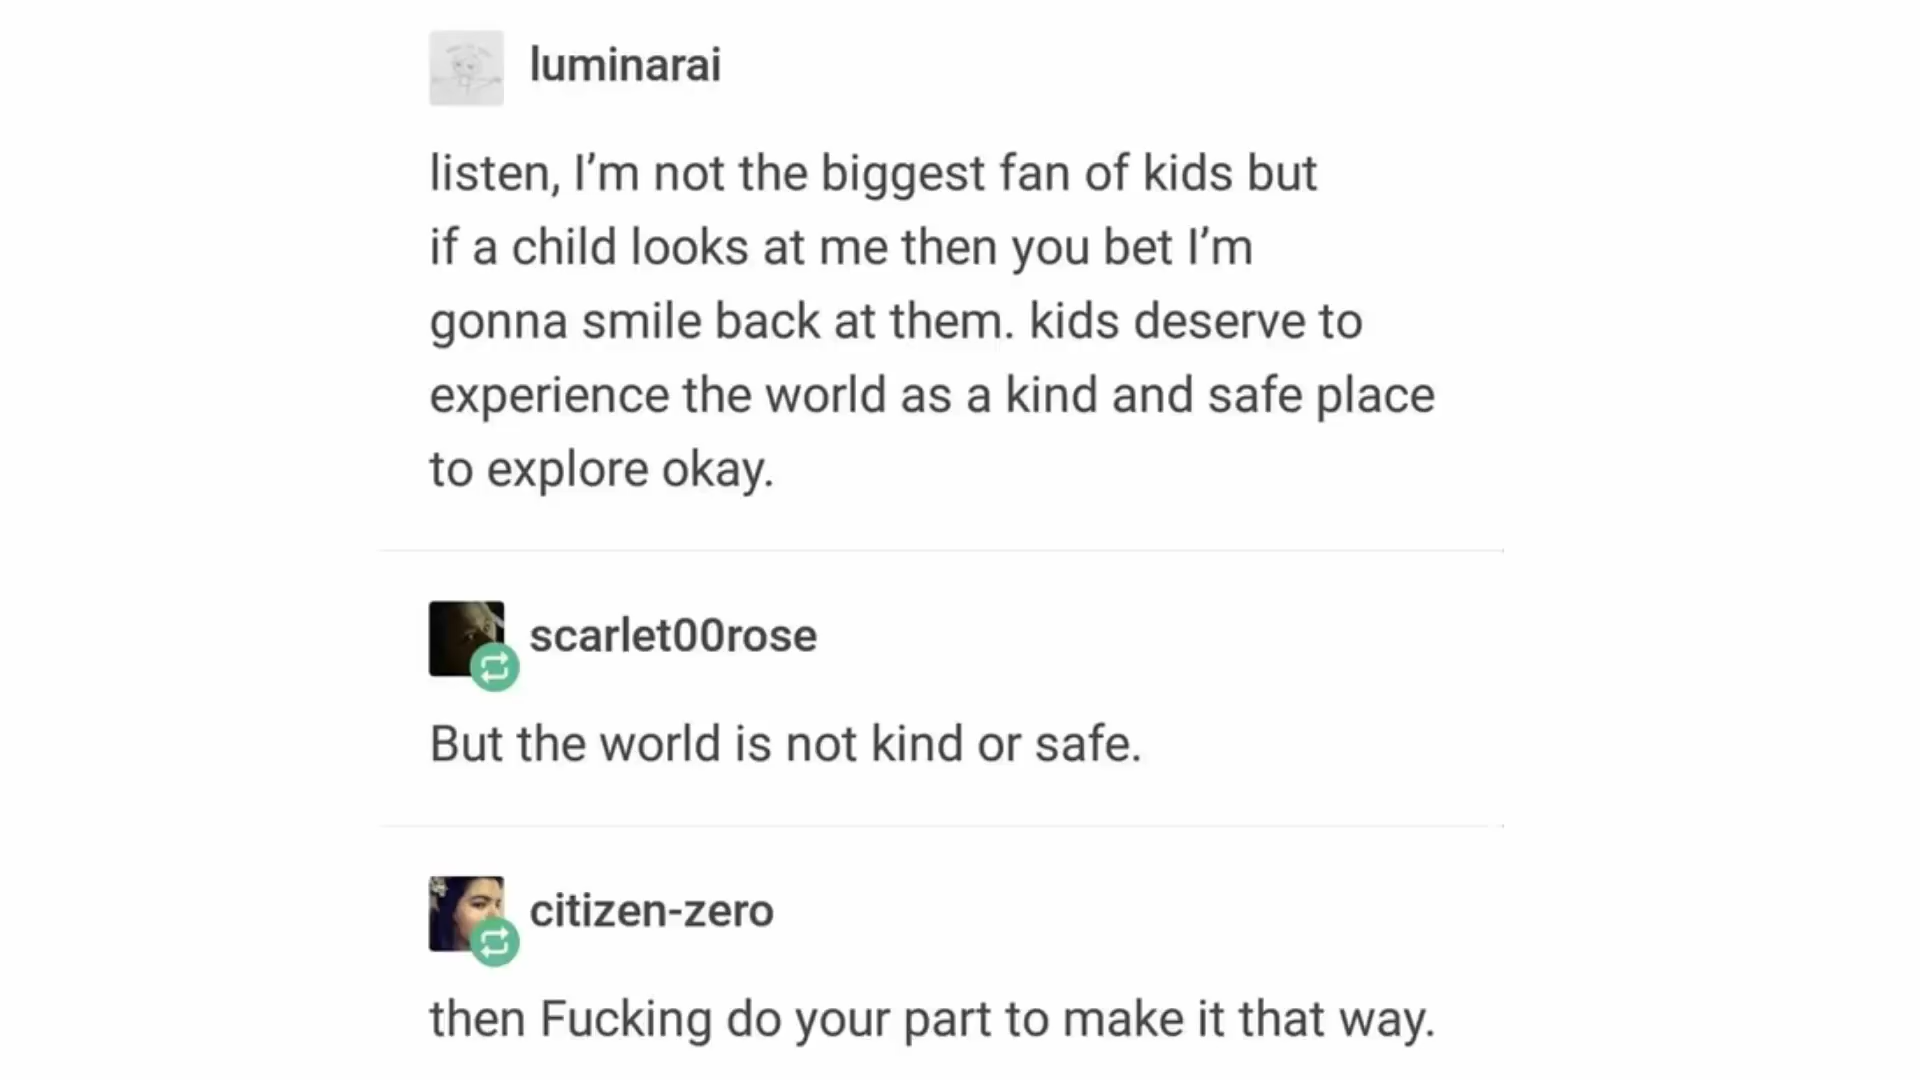 luminarai
listen, I’m not the biggest fan of kids but
if a child looks at me then you bet I’m
gonna smile back at them. kids deserve to
experience the world as a kind and safe place
to explore okay.
scarlet00rose
But the world is not kind or safe.
citizen-zero
then Fucking do your part to make it that way.